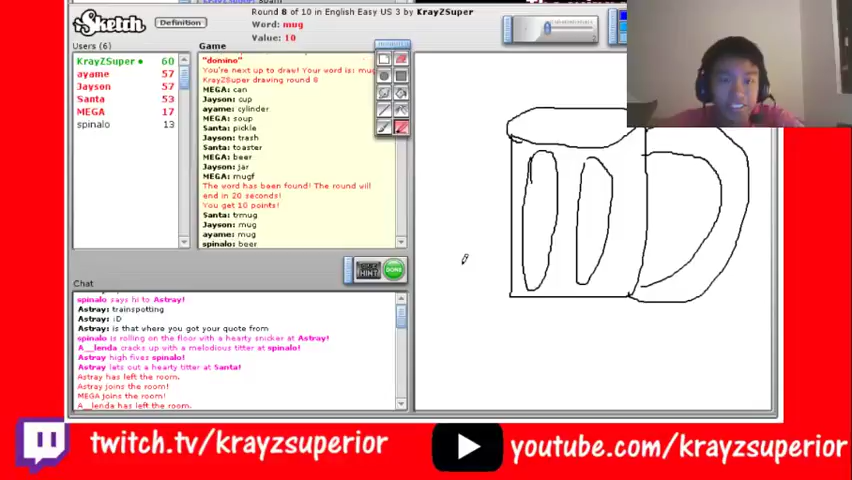 Round 8 of 10 in English Easy US 3 by KrayZSuper
iSketch
Definition
Word: mug
Value: 10
Users (6)
Game
KrayZSuper 60
ayame 57
Jayson 57
Santa 53
MEGA 17
spinalo 13
"domino"
You're next up to draw! Your word is: mug
KrayZSuper drawing round 8
MEGA: can
Jayson: cup
ayame: cylinder
MEGA: soup
Santa: pickle
Jayson: trash
Santa: toaster
MEGA: beer
Jayson: jar
MEGA: mugf
The word has been found! The round will
end in 20 seconds!
You get 10 points!
Santa: trmug
Jayson: mug
ayame: mug
spinalo: beer
HINT
DONE
Chat
spinalo says hi to Astray!
Astray: trainspotting
Astray: :D
Astray: is that where you got your quote from
spinalo is rolling on the floor with a hearty snicker at Astray!
A__lenda cracks up with a melodious titter at spinalo!
Astray high fives spinalo!
Astray lets out a hearty titter at Santa!
Astray has left the room.
Astray joins the room!
MEGA joins the room!
A__lenda has left the room.
twitch.tv/krayzsuperior
youtube.com/krayzsuperior